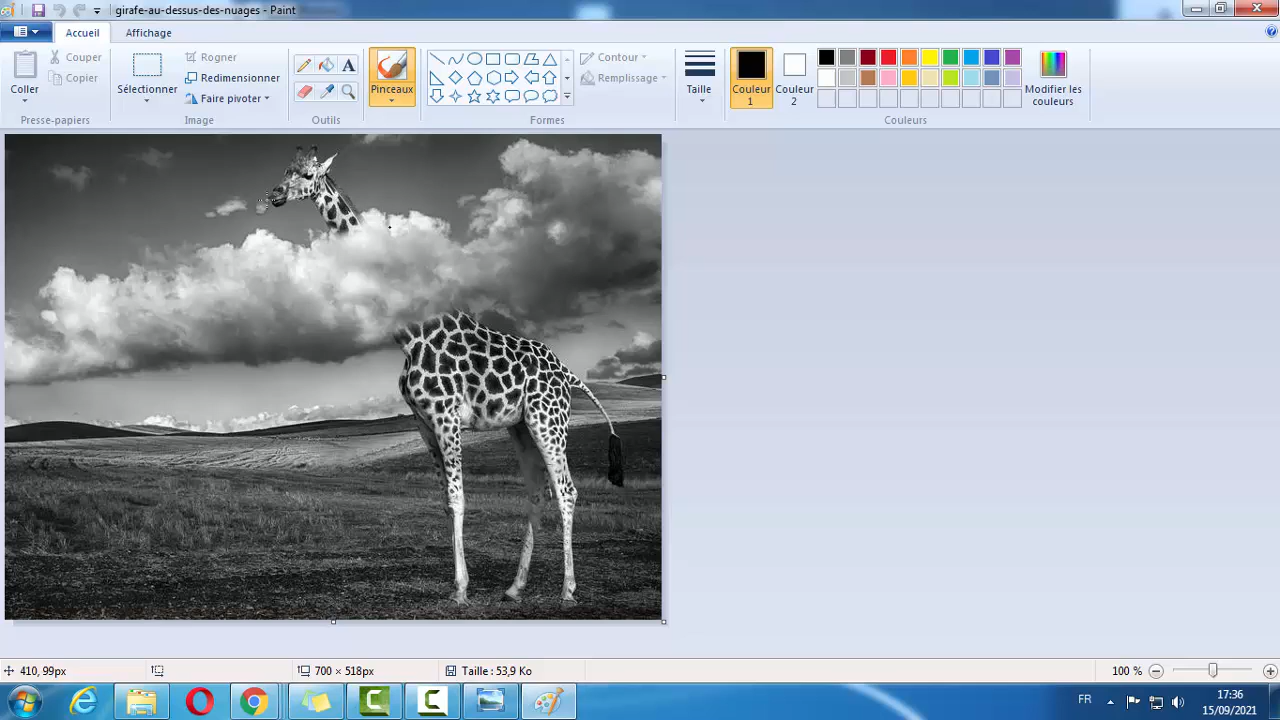 girafe-au-dessus-des-nuages - Paint
Accueil
Affichage
Coller
Couper
Copier
Presse-papiers
Sélectionner
Rogner
Redimensionner
Faire pivoter
Image
A
Outils
Pinceaux
Contour
Remplissage
Formes
Taille
Couleur
1
Couleur
2
Modifier les
couleurs
Couleurs
410, 99px
700 × 518px
Taille : 53,9 Ko
100 %
FR
17:36
15/09/2021